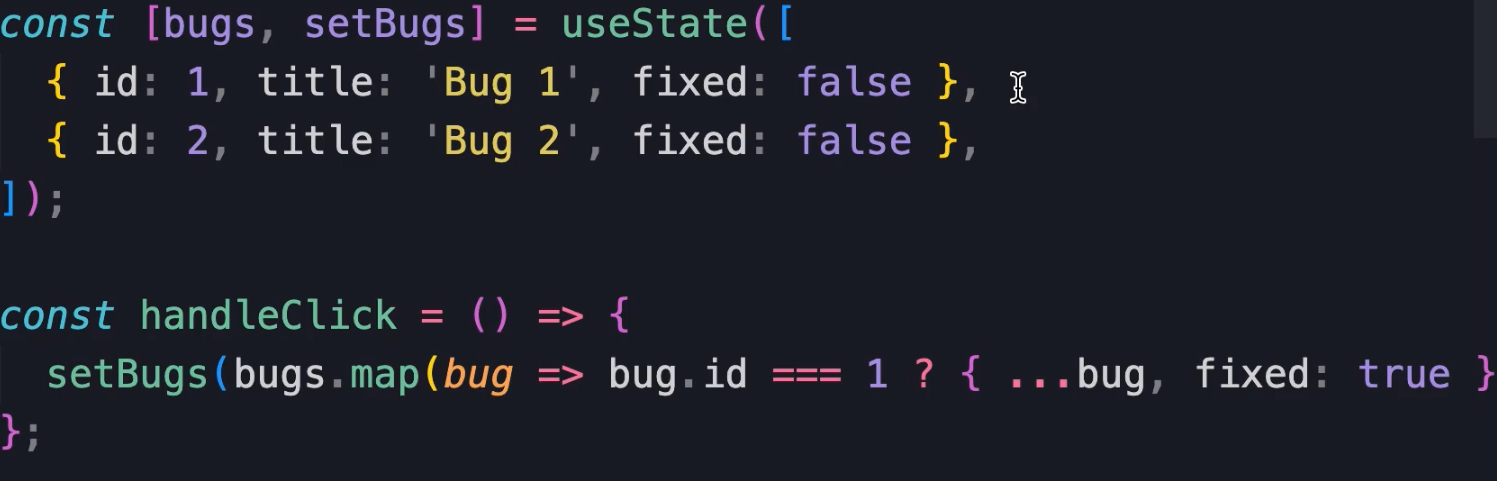 const [bugs, setBugs] = useState([
  { id: 1, title: 'Bug 1', fixed: false },
  { id: 2, title: 'Bug 2', fixed: false },
]);
const handleClick = () => {
  setBugs(bugs.map(bug => bug.id === 1 ? { ...bug, fixed: true }
};